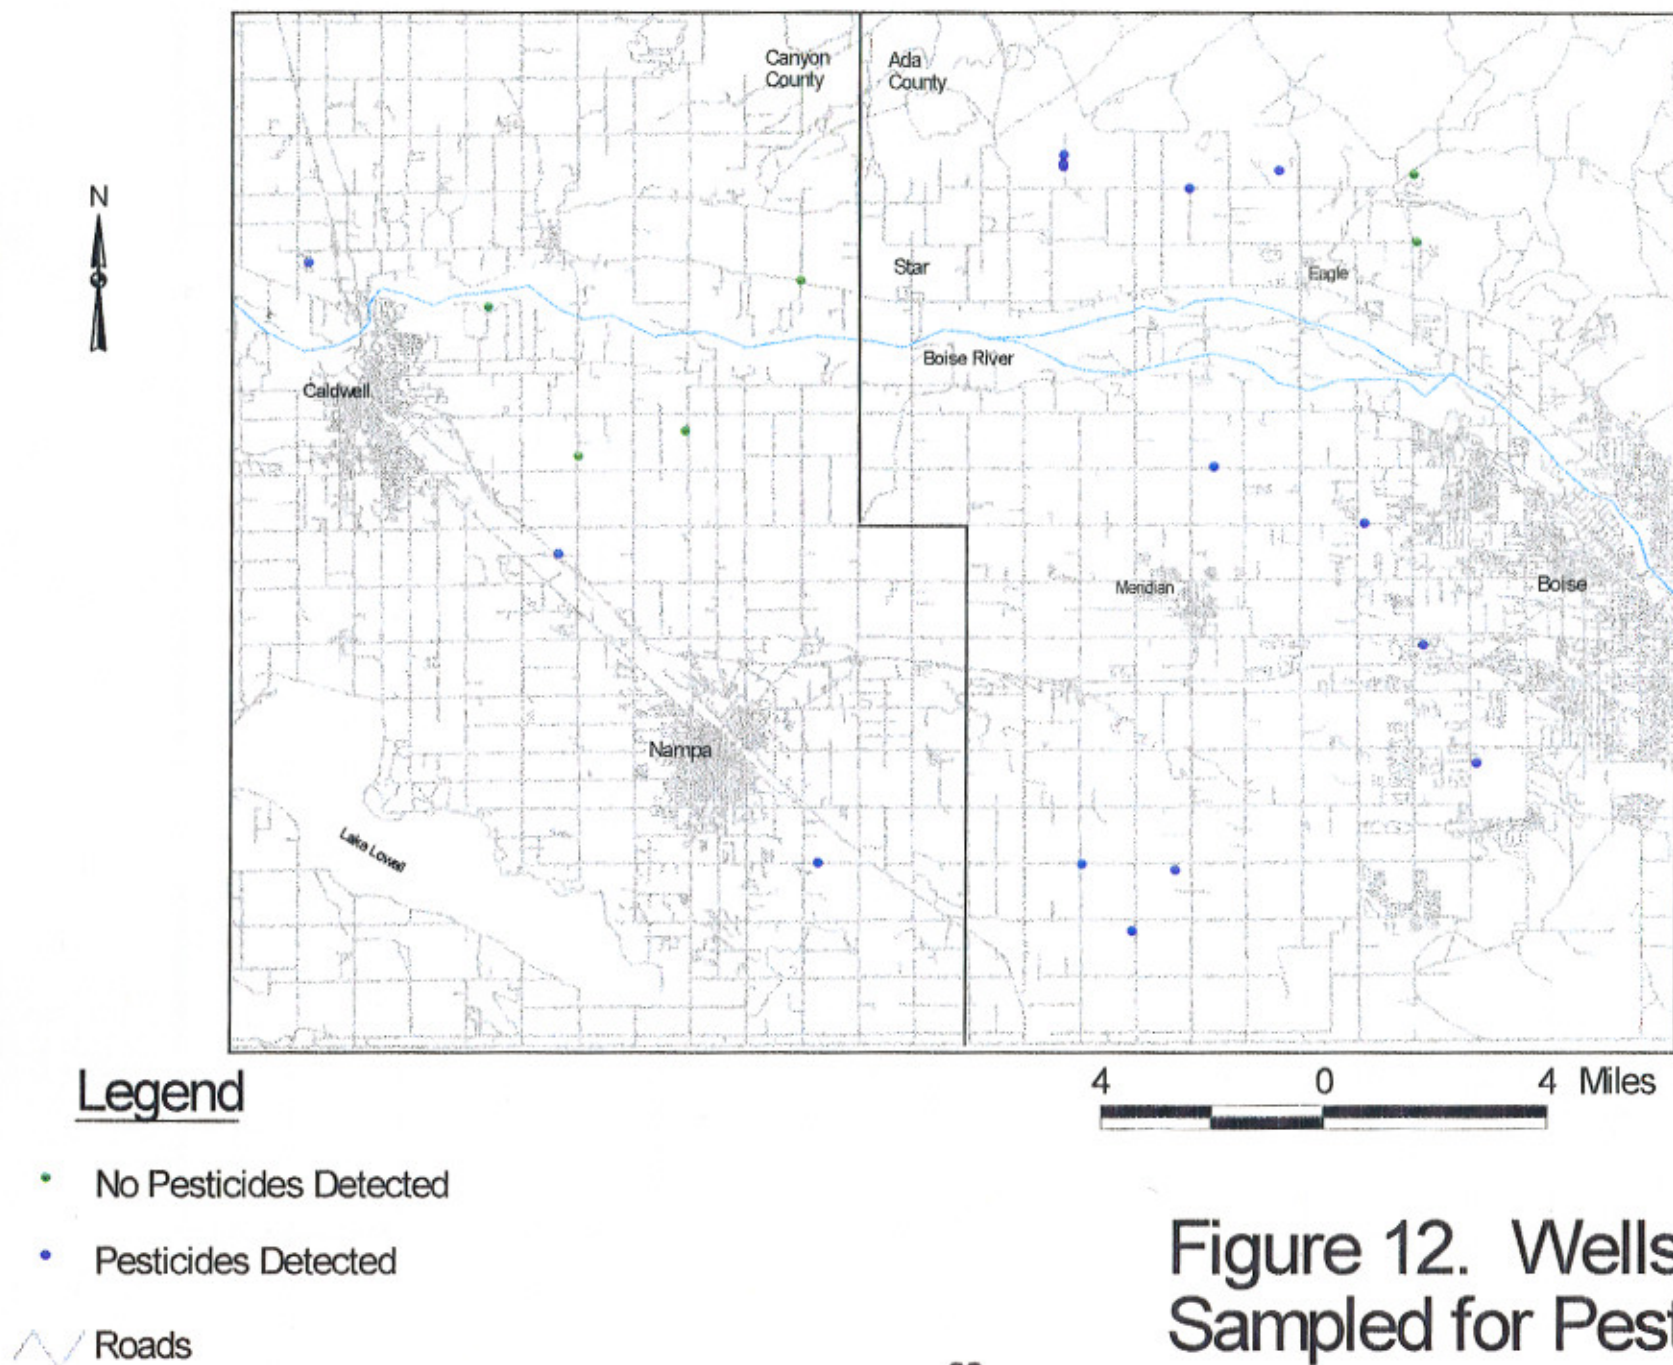 Canyon
County
Ada
County
N
Star
Eagle
Boise River
Caldwell
Meridian
Boise
Nampa
Lake Lowell
Legend
4 0 4 Miles
No Pesticides Detected
Pesticides Detected
Roads
Figure 12. Wells
Sampled for Pest